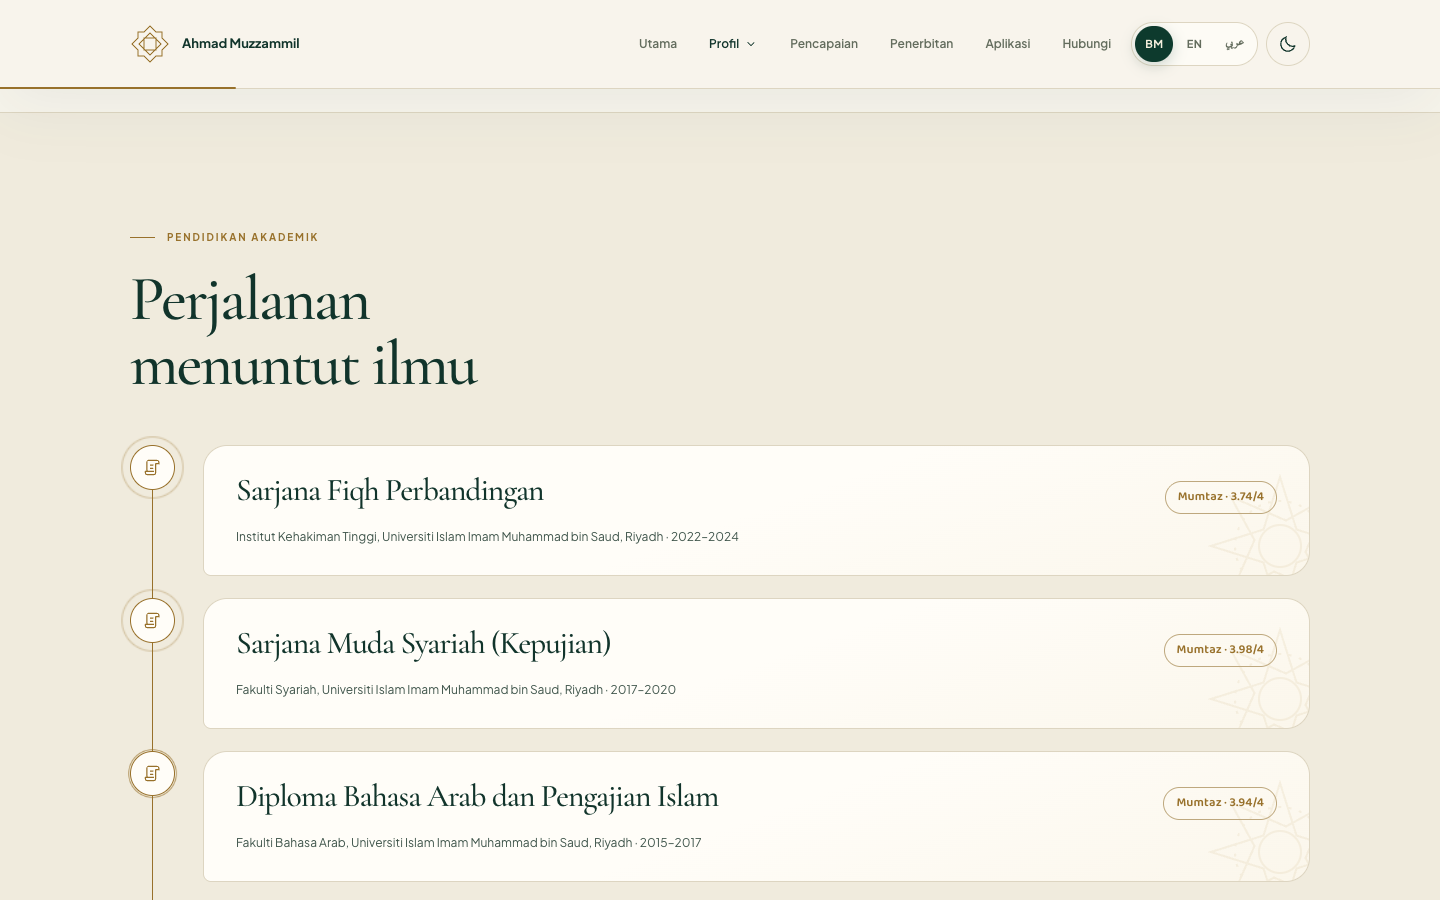 Ahmad Muzzammil
Utama
Profil
Pencapaian
Penerbitan
Aplikasi
Hubungi
BM
EN
عربي
PENDIDIKAN AKADEMIK
Perjalanan
menuntut ilmu
Sarjana Fiqh Perbandingan
Mumtaz · 3.74/4
Institut Kehakiman Tinggi, Universiti Islam Imam Muhammad bin Saud, Riyadh · 2022–2024
Sarjana Muda Syariah (Kepujian)
Mumtaz · 3.98/4
Fakulti Syariah, Universiti Islam Imam Muhammad bin Saud, Riyadh · 2017–2020
Diploma Bahasa Arab dan Pengajian Islam
Mumtaz · 3.94/4
Fakulti Bahasa Arab, Universiti Islam Imam Muhammad bin Saud, Riyadh · 2015–2017